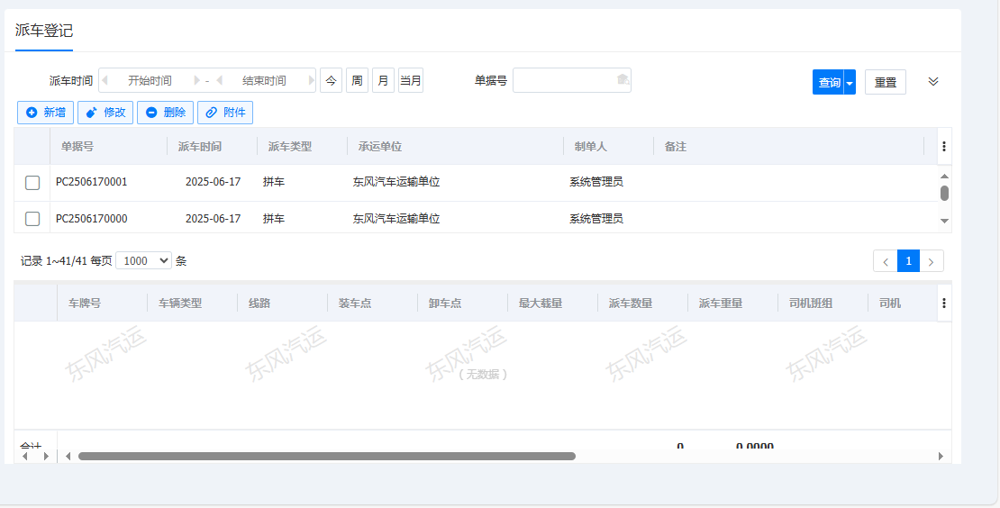 派车登记
派车时间 开始时间 - 结束时间 今 周 月 当月 单据号 查询 重置
新增 修改 删除 附件
单据号 派车时间 派车类型 承运单位 制单人 备注
PC2506170001 2025-06-17 拼车 东风汽车运输单位 系统管理员
PC2506170000 2025-06-17 拼车 东风汽车运输单位 系统管理员
记录 1~41/41 每页 1000 条 1
车牌号 车辆类型 线路 装车点 卸车点 最大载量 派车数量 派车重量 司机班组 司机
东风汽运 东风汽运 东风汽运 东风汽运 东风汽运
(无数据)
合计 0 0.0000